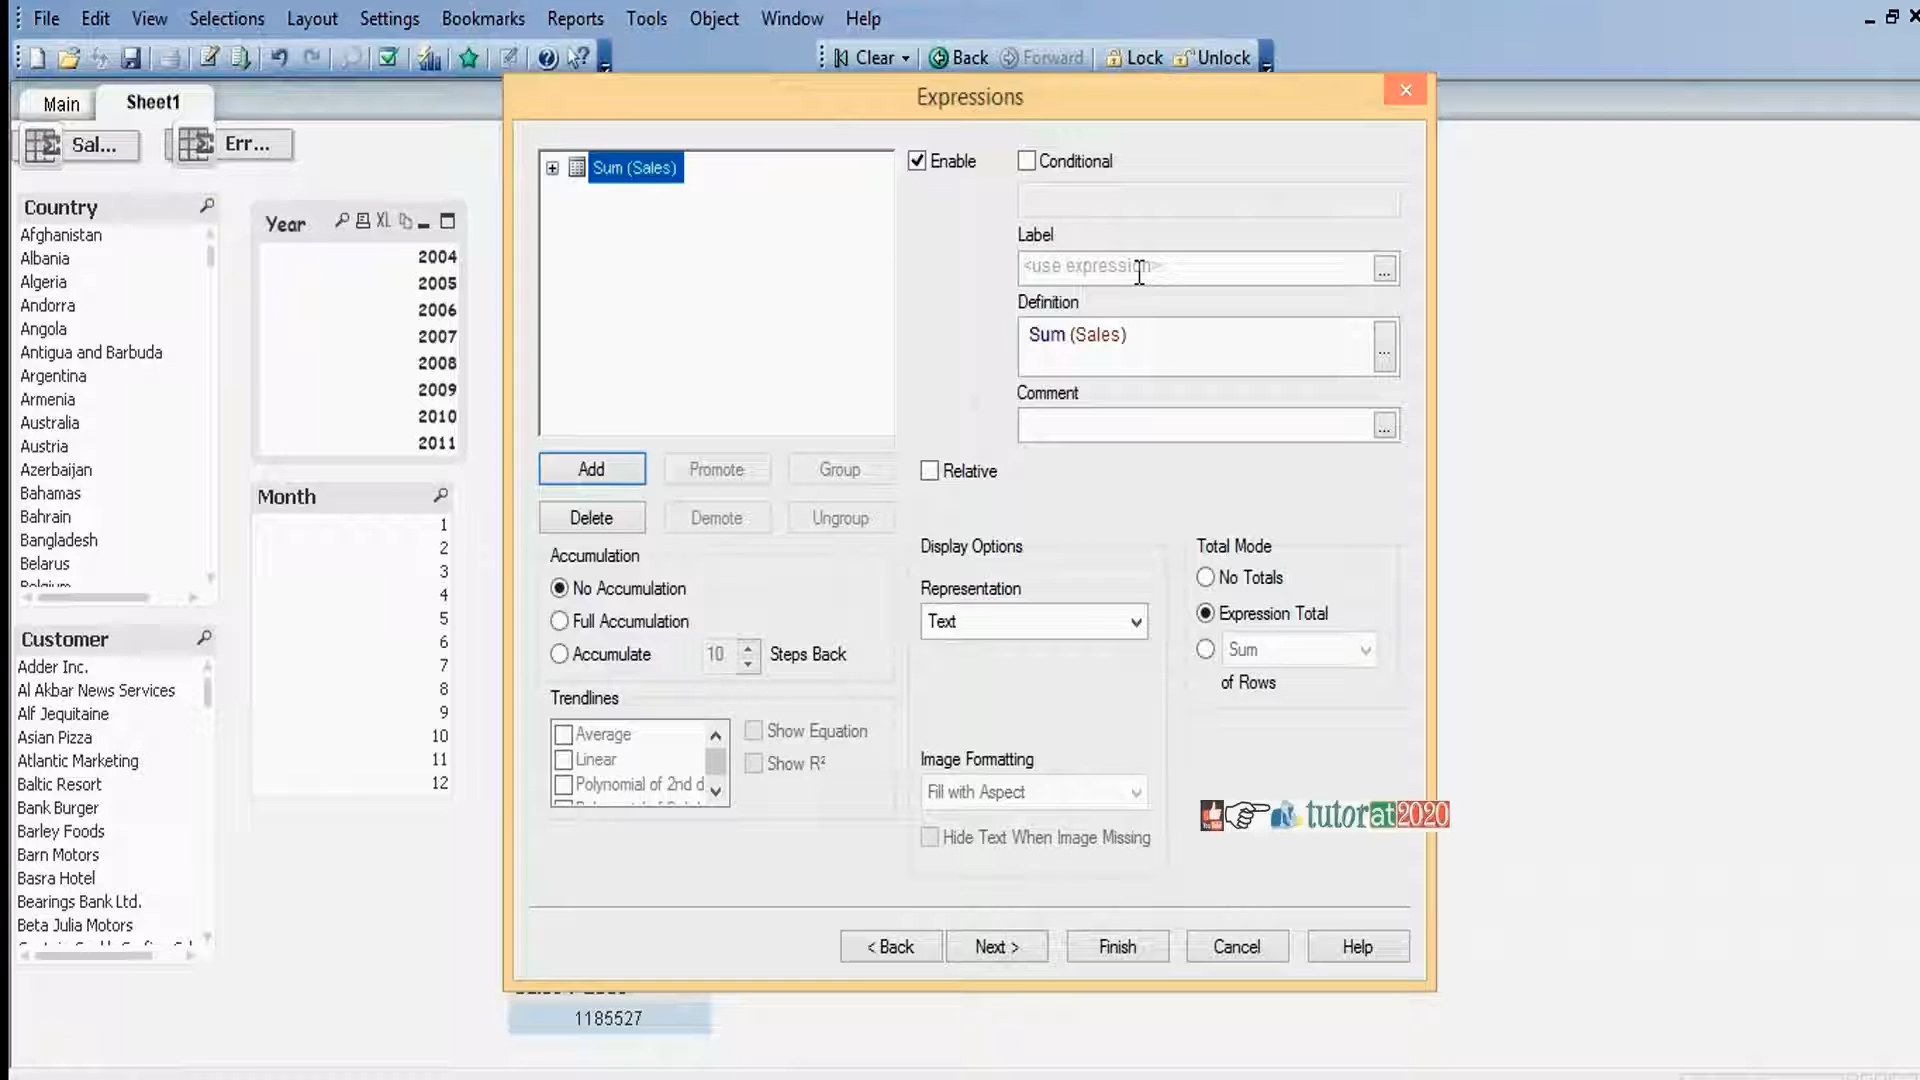 File Edit View Selections Layout Settings Bookmarks Reports Tools Object Window Help
Clear Back Forward Lock Unlock
Main Sheet1
Sal... Err...
Country
Afghanistan
Albania
Algeria
Andorra
Angola
Antigua and Barbuda
Argentina
Armenia
Australia
Austria
Azerbaijan
Bahamas
Bahrain
Bangladesh
Belarus
Belgium
Customer
Adder Inc.
Al Akbar News Services
Alf Jequitaine
Asian Pizza
Atlantic Marketing
Baltic Resort
Bank Burger
Barley Foods
Barn Motors
Basra Hotel
Bearings Bank Ltd.
Beta Julia Motors
Year XL
2004
2005
2006
2007
2008
2009
2010
2011
Month
1
2
3
4
5
6
7
8
9
10
11
12
Expressions
Sum (Sales)
Enable
Conditional
Label
<use expression>
...
Definition
Sum (Sales)
...
Comment
...
Add Promote Group
Delete Demote Ungroup
Relative
Accumulation
No Accumulation
Full Accumulation
Accumulate 10 Steps Back
Trendlines
Average
Linear
Polynomial of 2nd d
Show Equation
Show R²
Display Options
Representation
Text
Image Formatting
Fill with Aspect
Hide Text When Image Missing
Total Mode
No Totals
Expression Total
Sum
of Rows
tutorat2020
< Back Next > Finish Cancel Help
1185527